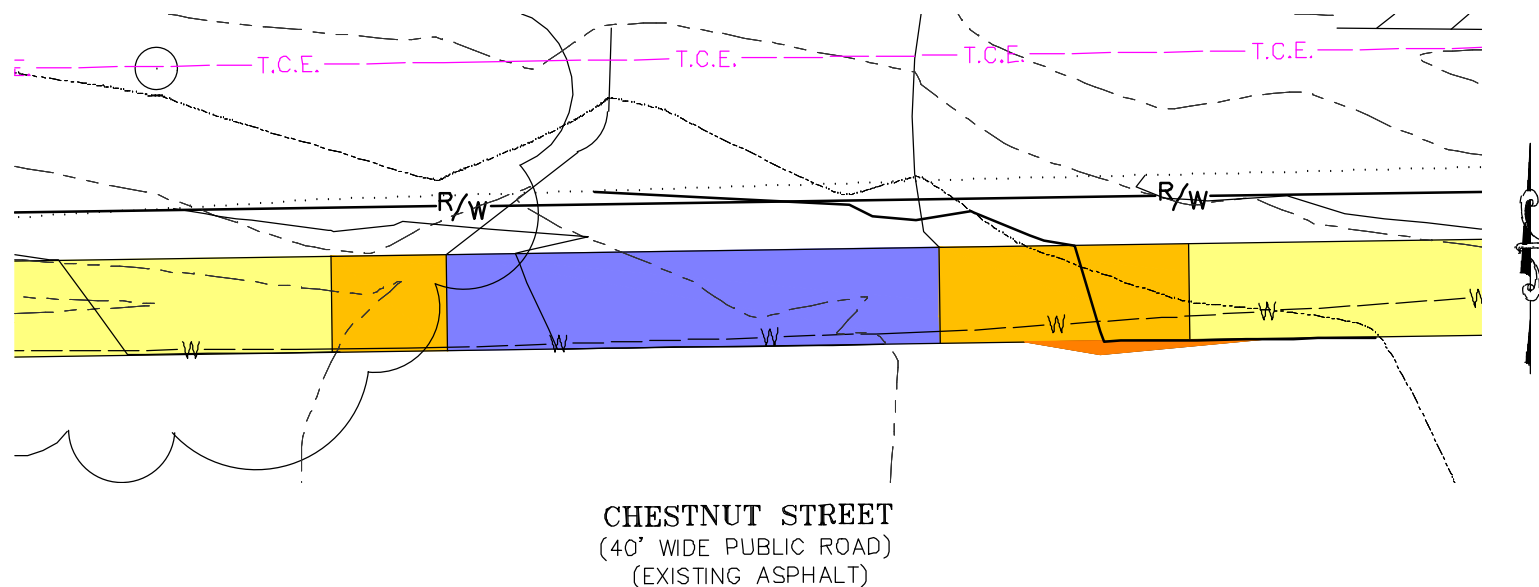 T.C.E. T.C.E. T.C.E. T.C.E.
R/W R/W
W W W W W W
CHESTNUT STREET
(40' WIDE PUBLIC ROAD)
(EXISTING ASPHALT)